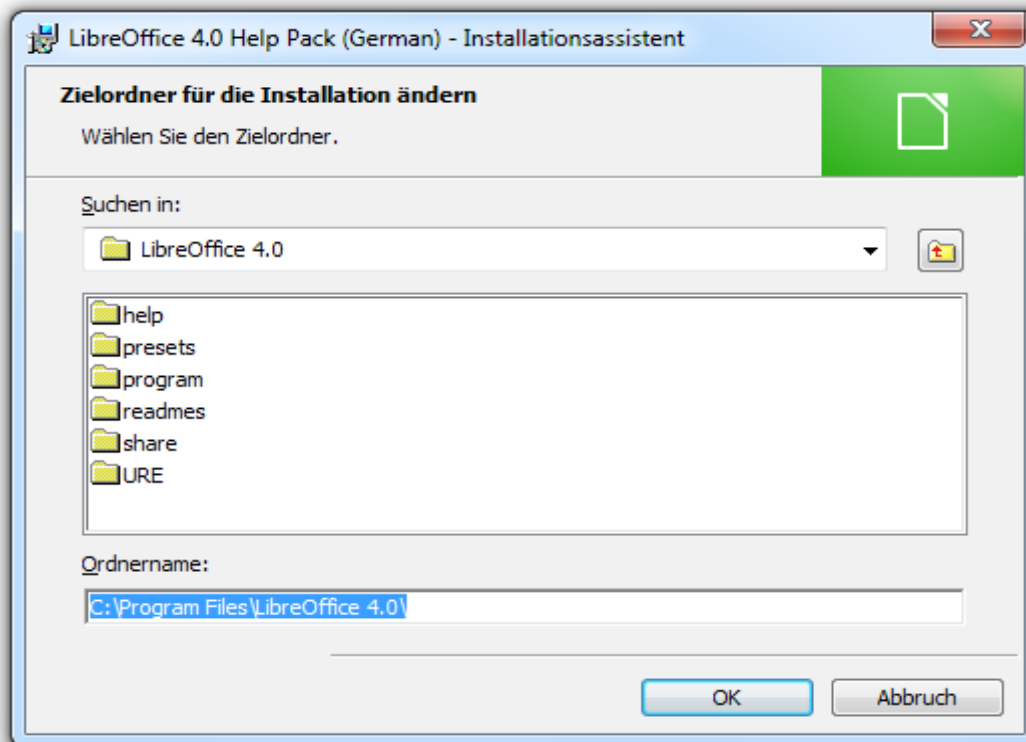 LibreOffice 4.0 Help Pack (German) - Installationsassistent
Zielordner für die Installation ändern
Wählen Sie den Zielordner.
Suchen in:
LibreOffice 4.0
help
presets
program
readmes
share
URE
Ordnername:
C:\Program Files\LibreOffice 4.0\
OK Abbruch